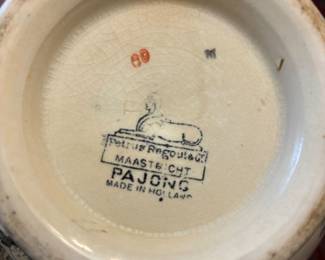 Petrus Regout & Co.
MAASTRICHT
PAJONG
MADE IN HOLLAND